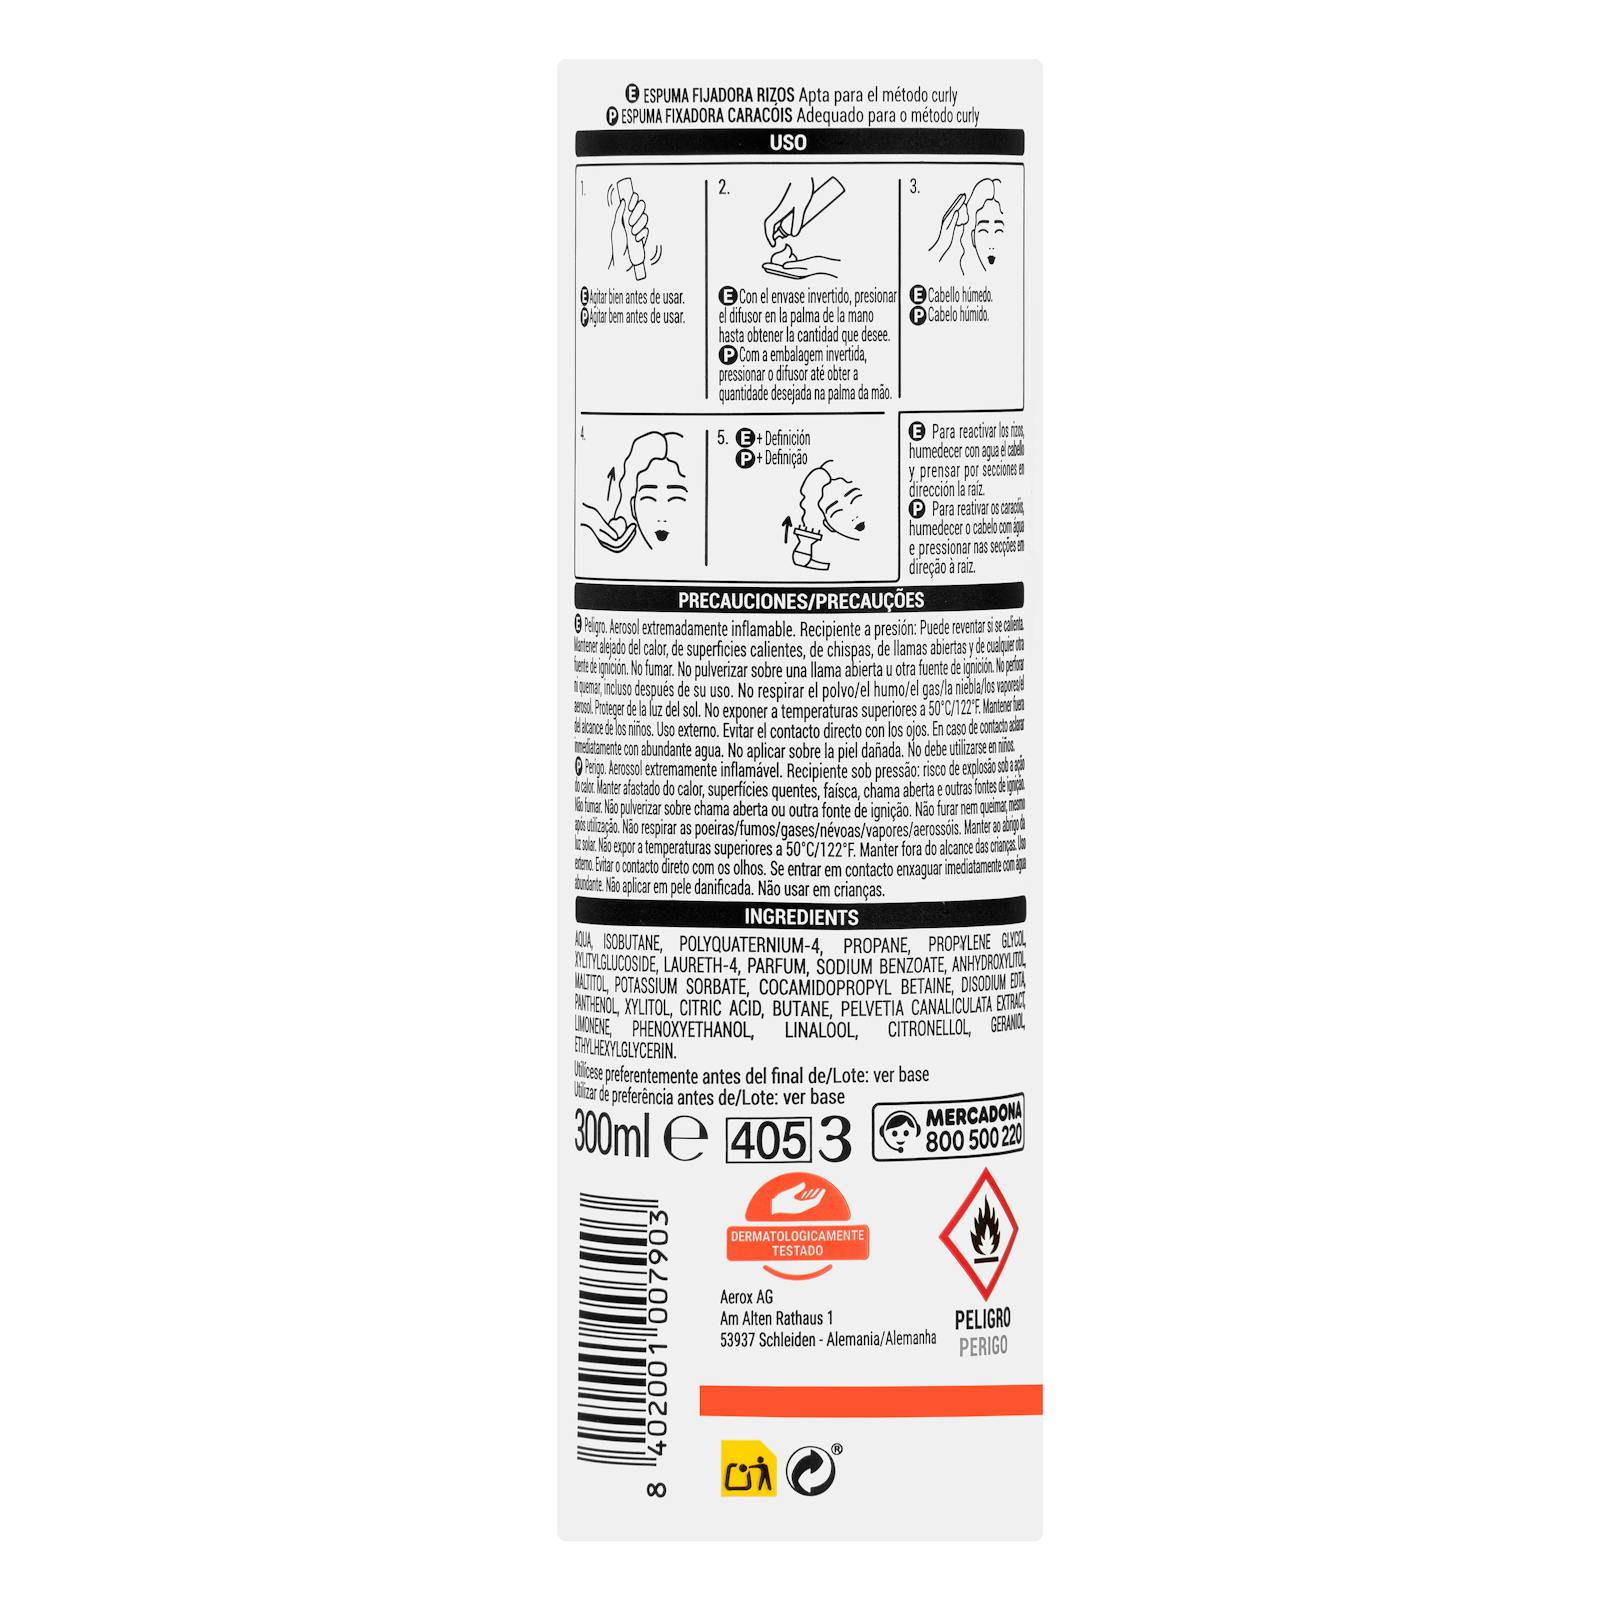 E ESPUMA FIJADORA RIZOS Apta para el método curly
P ESPUMA FIXADORA CARACÓIS Adequado para o método curly
USO
1.
E Agitar bien antes de usar.
P Agitar bem antes de usar.
2.
E Con el envase invertido, presionar
el difusor en la palma de la mano
hasta obtener la cantidad que desee.
P Com a embalagem invertida,
pressionar o difusor até obter a
quantidade desejada na palma da mão.
3.
E Cabello húmedo.
P Cabelo húmido.
4.
5. E + Definición
P + Definição
E Para reactivar los rizos,
humedecer con agua el cabello
y prensar por secciones en
dirección la raíz.
P Para reativar os caracóis,
humedecer o cabelo com água
e pressionar nas secções em
direção à raiz.
PRECAUCIONES/PRECAUÇÕES
E Peligro. Aerosol extremadamente inflamable. Recipiente a presión: Puede reventar si se calienta.
Mantener alejado del calor, de superficies calientes, de chispas, de llamas abiertas y de cualquier otra
fuente de ignición. No fumar. No pulverizar sobre una llama abierta u otra fuente de ignición. No perforar
ni quemar, incluso después de su uso. No respirar el polvo/el humo/el gas/la niebla/los vapores/el
aerosol. Proteger de la luz del sol. No exponer a temperaturas superiores a 50°C/122°F. Mantener fuera
del alcance de los niños. Uso externo. Evitar el contacto directo con los ojos. En caso de contacto aclarar
inmediatamente con abundante agua. No aplicar sobre la piel dañada. No debe utilizarse en niños.
P Perigo. Aerossol extremamente inflamável. Recipiente sob pressão: risco de explosão sob a ação
do calor. Manter afastado do calor, superfícies quentes, faísca, chama aberta e outras fontes de ignição.
Não fumar. Não pulverizar sobre chama aberta ou outra fonte de ignição. Não furar nem queimar, mesmo
após utilização. Não respirar as poeiras/fumos/gases/névoas/vapores/aerossóis. Manter ao abrigo da
luz solar. Não expor a temperaturas superiores a 50°C/122°F. Manter fora do alcance das crianças. Uso
externo. Evitar o contacto direto com os olhos. Se entrar em contacto enxaguar imediatamente com água
abundante. Não aplicar em pele danificada. Não usar em crianças.
INGREDIENTS
AQUA, ISOBUTANE, POLYQUATERNIUM-4, PROPANE, PROPYLENE GLYCOL,
XYLITYLGLUCOSIDE, LAURETH-4, PARFUM, SODIUM BENZOATE, ANHYDROXYLITOL,
MALTITOL, POTASSIUM SORBATE, COCAMIDOPROPYL BETAINE, DISODIUM EDTA,
PANTHENOL, XYLITOL, CITRIC ACID, BUTANE, PELVETIA CANALICULATA EXTRACT,
LIMONENE, PHENOXYETHANOL, LINALOOL, CITRONELLOL, GERANIOL,
ETHYLHEXYLGLYCERIN.
Utilícese preferentemente antes del final de/Lote: ver base
Utilizar de preferência antes de/Lote: ver base
300ml ℮ 405 3
MERCADONA
800 500 220
DERMATOLOGICAMENTE
TESTADO
Aerox AG
Am Alten Rathaus 1
53937 Schleiden - Alemania/Alemanha
PELIGRO
PERIGO
8 402001 007903
®